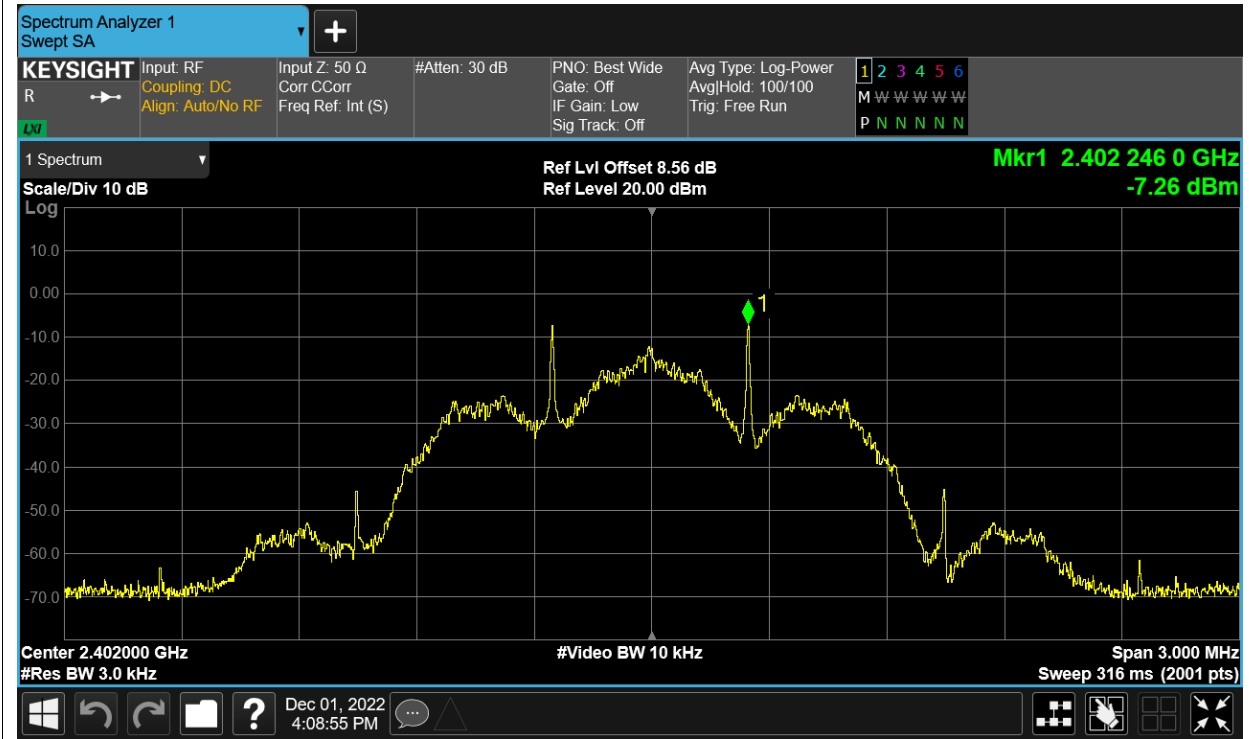 Spectrum Analyzer 1
Swept SA
+
KEYSIGHT
R
LXI
Input: RF
Coupling: DC
Align: Auto/No RF
Input Z: 50 Ω
Corr CCorr
Freq Ref: Int (S)
#Atten: 30 dB
PNO: Best Wide
Gate: Off
IF Gain: Low
Sig Track: Off
Avg Type: Log-Power
Avg|Hold: 100/100
Trig: Free Run
1 2 3 4 5 6
M W W W W W
P N N N N N
1 Spectrum
Scale/Div 10 dB
Log
Ref Lvl Offset 8.56 dB
Ref Level 20.00 dBm
Mkr1 2.402 246 0 GHz
-7.26 dBm
10.0
0.00
-10.0
-20.0
-30.0
-40.0
-50.0
-60.0
-70.0
1
Center 2.402000 GHz
#Res BW 3.0 kHz
#Video BW 10 kHz
Span 3.000 MHz
Sweep 316 ms (2001 pts)
?
Dec 01, 2022
4:08:55 PM